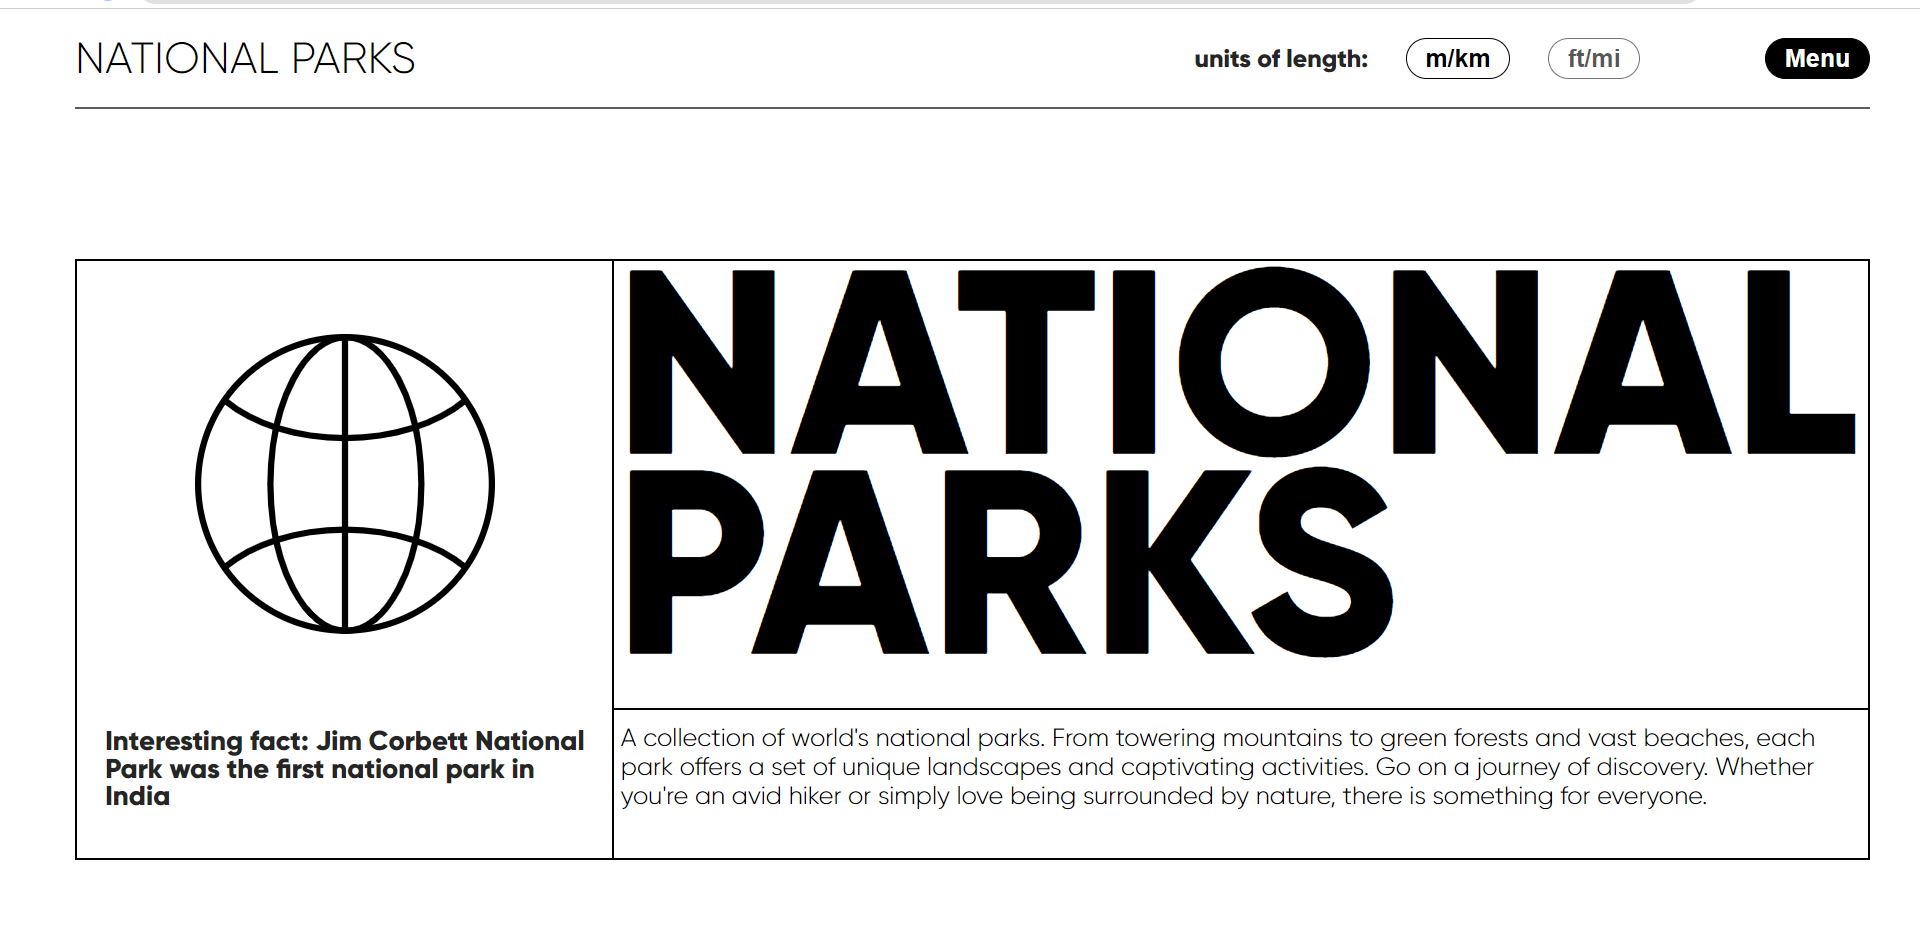 NATIONAL PARKS
units of length: m/km ft/mi Menu
NATIONAL
PARKS
Interesting fact: Jim Corbett National
Park was the first national park in
India
A collection of world's national parks. From towering mountains to green forests and vast beaches, each
park offers a set of unique landscapes and captivating activities. Go on a journey of discovery. Whether
you're an avid hiker or simply love being surrounded by nature, there is something for everyone.